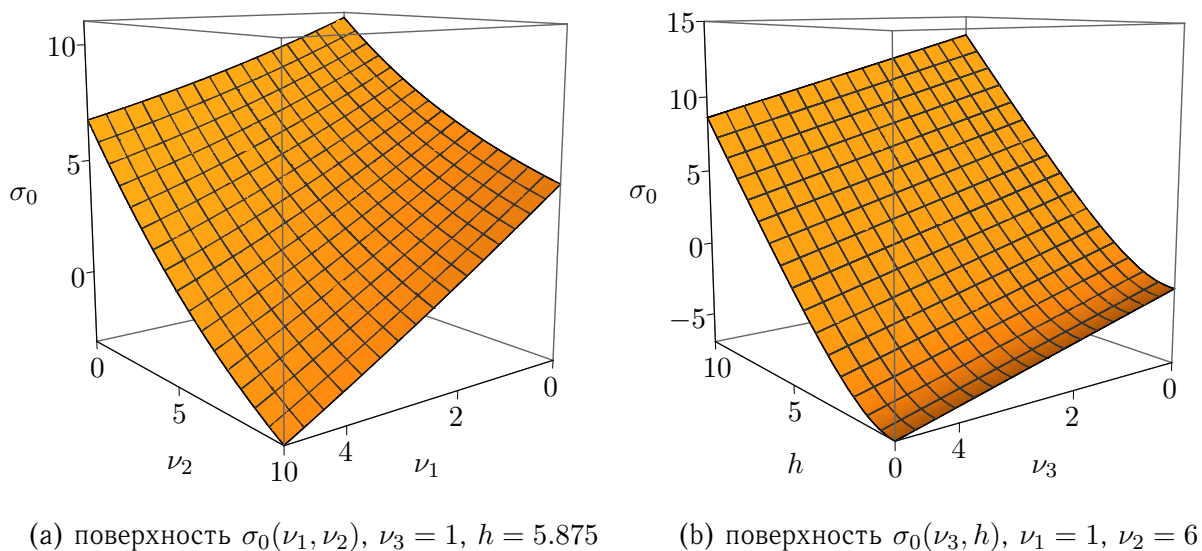 10
5
0
σ₀
0
5
10
ν₂
4
2
0
ν₁
(a) поверхность σ₀(ν₁, ν₂), ν₃ = 1, h = 5.875
15
10
5
0
−5
σ₀
10
5
0
h
4
2
0
ν₃
(b) поверхность σ₀(ν₃, h), ν₁ = 1, ν₂ = 6